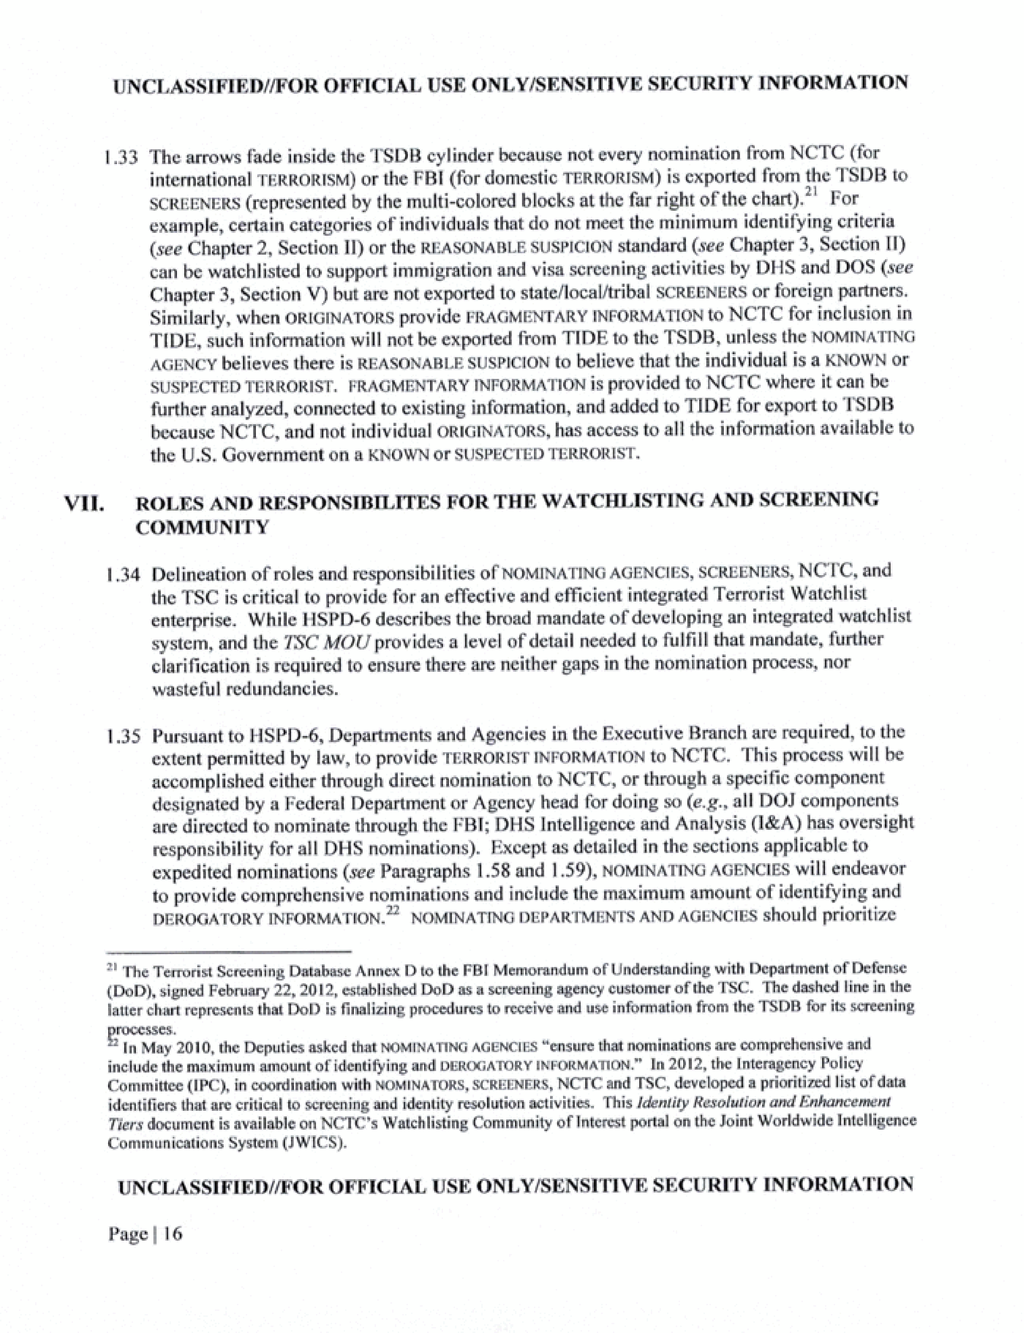 UNCLASSIFIED//FOR OFFICIAL USE ONLY/SENSITIVE SECURITY INFORMATION
1.33 The arrows fade inside the TSDB cylinder because not every nomination from NCTC (for
international TERRORISM) or the FBI (for domestic TERRORISM) is exported from the TSDB to
SCREENERS (represented by the multi-colored blocks at the far right of the chart).21 For
example, certain categories of individuals that do not meet the minimum identifying criteria
(see Chapter 2, Section II) or the REASONABLE SUSPICION standard (see Chapter 3, Section II)
can be watchlisted to support immigration and visa screening activities by DHS and DOS (see
Chapter 3, Section V) but are not exported to state/local/tribal SCREENERS or foreign partners.
Similarly, when ORIGINATORS provide FRAGMENTARY INFORMATION to NCTC for inclusion in
TIDE, such information will not be exported from TIDE to the TSDB, unless the NOMINATING
AGENCY believes there is REASONABLE SUSPICION to believe that the individual is a KNOWN or
SUSPECTED TERRORIST. FRAGMENTARY INFORMATION is provided to NCTC where it can be
further analyzed, connected to existing information, and added to TIDE for export to TSDB
because NCTC, and not individual ORIGINATORS, has access to all the information available to
the U.S. Government on a KNOWN or SUSPECTED TERRORIST.
VII. ROLES AND RESPONSIBILITES FOR THE WATCHLISTING AND SCREENING
COMMUNITY
1.34 Delineation of roles and responsibilities of NOMINATING AGENCIES, SCREENERS, NCTC, and
the TSC is critical to provide for an effective and efficient integrated Terrorist Watchlist
enterprise. While HSPD-6 describes the broad mandate of developing an integrated watchlist
system, and the TSC MOU provides a level of detail needed to fulfill that mandate, further
clarification is required to ensure there are neither gaps in the nomination process, nor
wasteful redundancies.
1.35 Pursuant to HSPD-6, Departments and Agencies in the Executive Branch are required, to the
extent permitted by law, to provide TERRORIST INFORMATION to NCTC. This process will be
accomplished either through direct nomination to NCTC, or through a specific component
designated by a Federal Department or Agency head for doing so (e.g., all DOJ components
are directed to nominate through the FBI; DHS Intelligence and Analysis (I&A) has oversight
responsibility for all DHS nominations). Except as detailed in the sections applicable to
expedited nominations (see Paragraphs 1.58 and 1.59), NOMINATING AGENCIES will endeavor
to provide comprehensive nominations and include the maximum amount of identifying and
DEROGATORY INFORMATION.22 NOMINATING DEPARTMENTS AND AGENCIES should prioritize
21 The Terrorist Screening Database Annex D to the FBI Memorandum of Understanding with Department of Defense
(DoD), signed February 22, 2012, established DoD as a screening agency customer of the TSC. The dashed line in the
latter chart represents that DoD is finalizing procedures to receive and use information from the TSDB for its screening
processes.
22 In May 2010, the Deputies asked that NOMINATING AGENCIES "ensure that nominations are comprehensive and
include the maximum amount of identifying and DEROGATORY INFORMATION." In 2012, the Interagency Policy
Committee (IPC), in coordination with NOMINATORS, SCREENERS, NCTC and TSC, developed a prioritized list of data
identifiers that are critical to screening and identity resolution activities. This Identity Resolution and Enhancement
Tiers document is available on NCTC's Watchlisting Community of Interest portal on the Joint Worldwide Intelligence
Communications System (JWICS).
UNCLASSIFIED//FOR OFFICIAL USE ONLY/SENSITIVE SECURITY INFORMATION
Page | 16